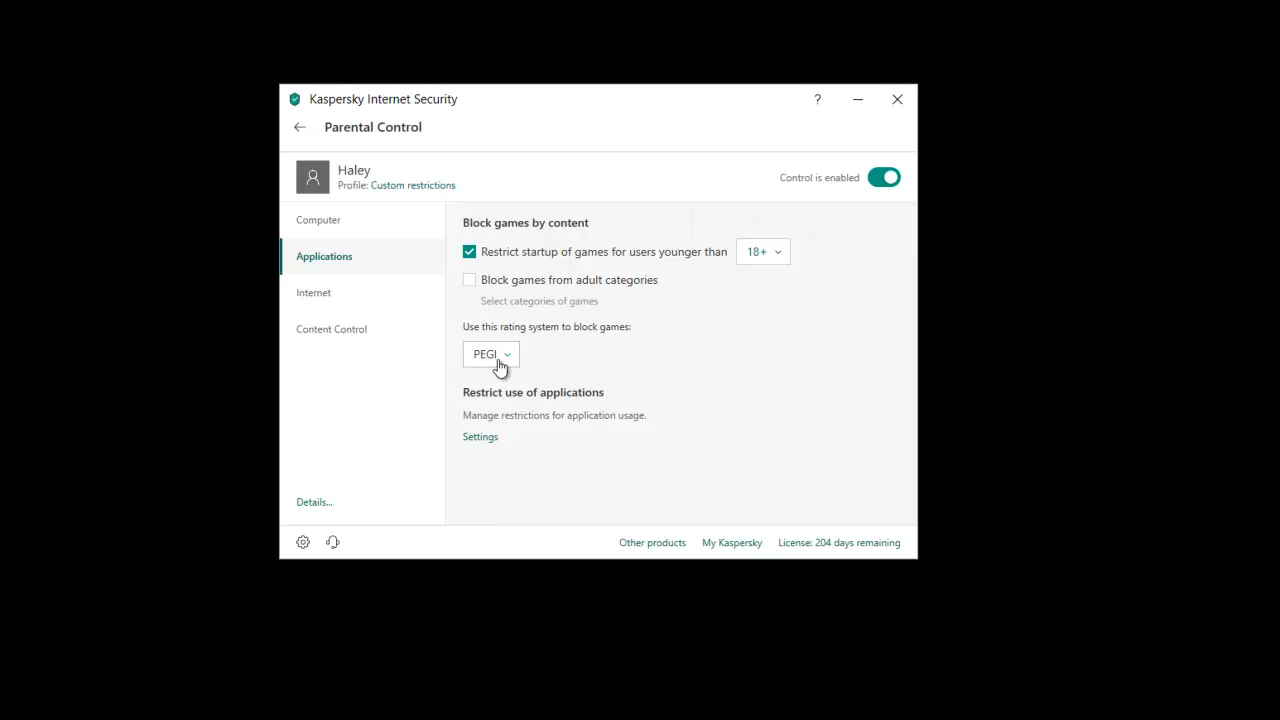 Kaspersky Internet Security
?
Parental Control
Haley
Profile: Custom restrictions
Control is enabled
Computer
Applications
Internet
Content Control
Details...
Block games by content
Restrict startup of games for users younger than 18+
Block games from adult categories
Select categories of games
Use this rating system to block games:
PEGI
Restrict use of applications
Manage restrictions for application usage.
Settings
Other products My Kaspersky License: 204 days remaining